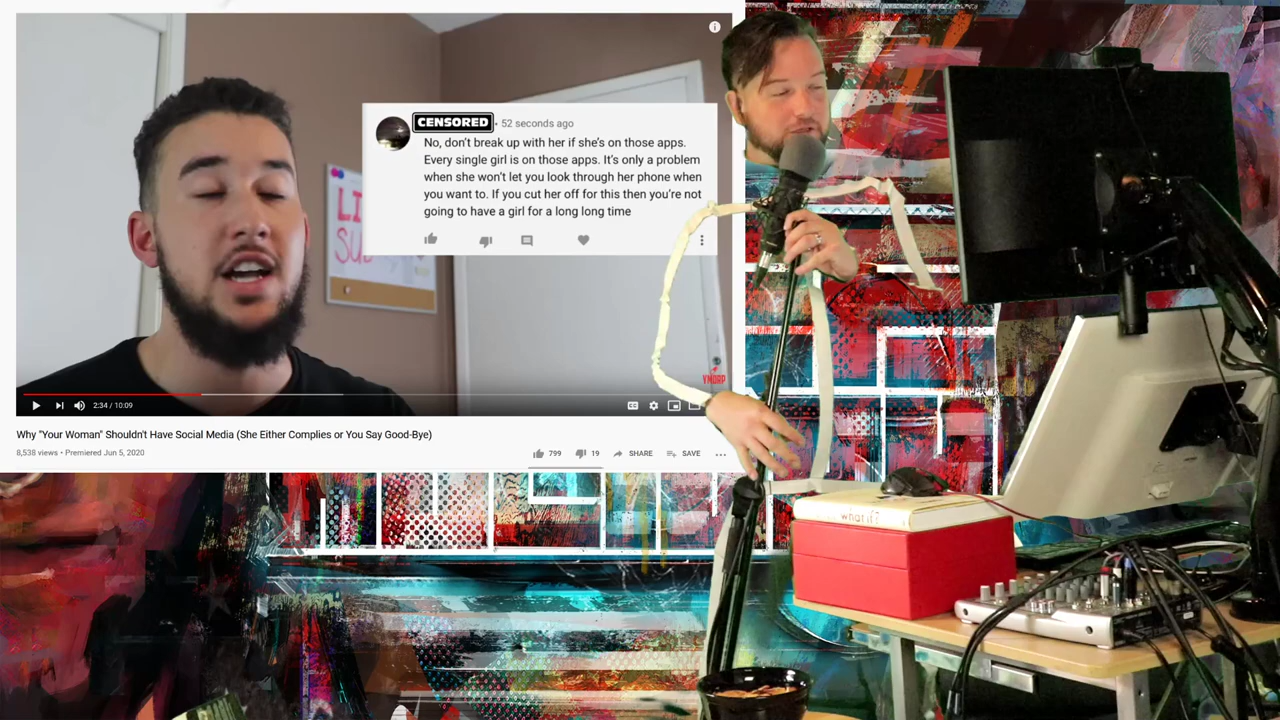 CENSORED • 52 seconds ago
No, don't break up with her if she's on those apps.
Every single girl is on those apps. It's only a problem
when she won't let you look through her phone when
you want to. If you cut her off for this then you're not
going to have a girl for a long long time
LI
SU
VMORP
2:34 / 10:09
CC
Why "Your Woman" Shouldn't Have Social Media (She Either Complies or You Say Good-Bye)
8,538 views • Premiered Jun 5, 2020
799
19
SHARE
SAVE
what if?